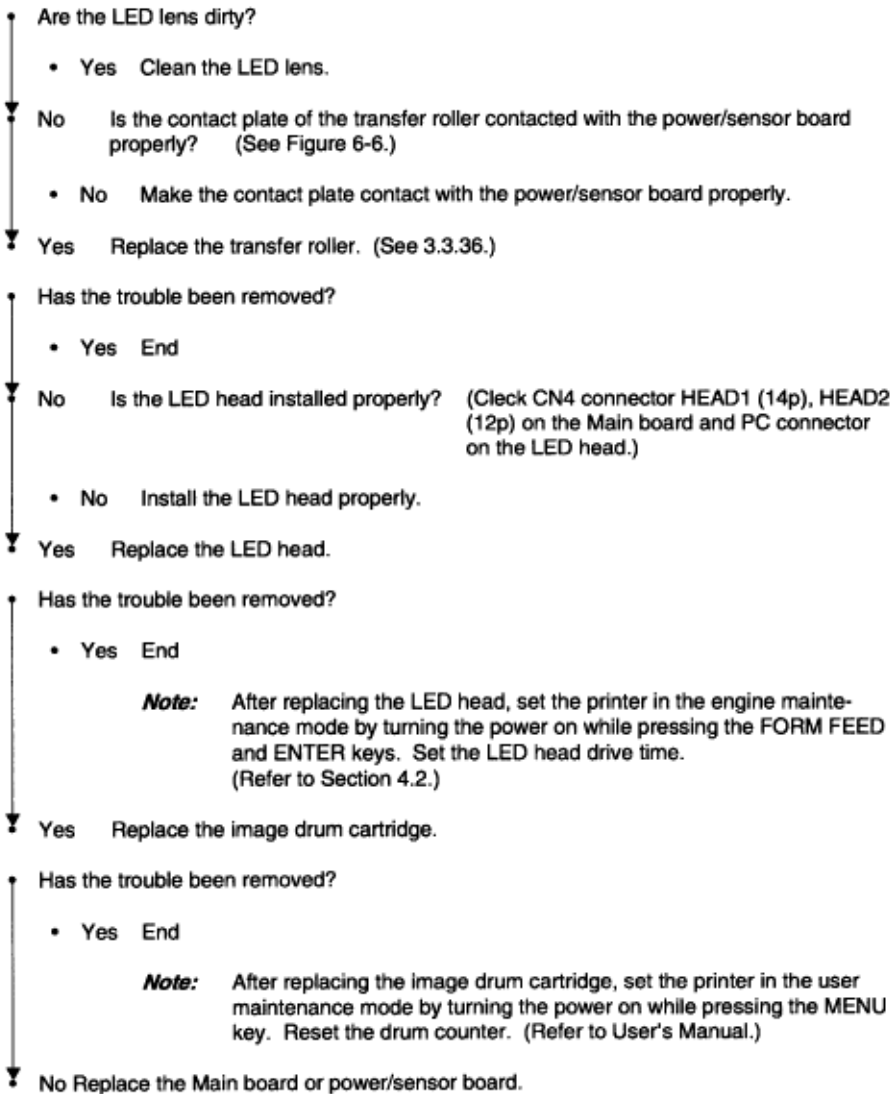 Are the LED lens dirty?
• Yes Clean the LED lens.
No Is the contact plate of the transfer roller contacted with the power/sensor board
properly? (See Figure 6-6.)
• No Make the contact plate contact with the power/sensor board properly.
Yes Replace the transfer roller. (See 3.3.36.)
Has the trouble been removed?
• Yes End
No Is the LED head installed properly? (Cleck CN4 connector HEAD1 (14p), HEAD2
(12p) on the Main board and PC connector
on the LED head.)
• No Install the LED head properly.
Yes Replace the LED head.
Has the trouble been removed?
• Yes End
Note: After replacing the LED head, set the printer in the engine mainte-
nance mode by turning the power on while pressing the FORM FEED
and ENTER keys. Set the LED head drive time.
(Refer to Section 4.2.)
Yes Replace the image drum cartridge.
Has the trouble been removed?
• Yes End
Note: After replacing the image drum cartridge, set the printer in the user
maintenance mode by turning the power on while pressing the MENU
key. Reset the drum counter. (Refer to User's Manual.)
No Replace the Main board or power/sensor board.